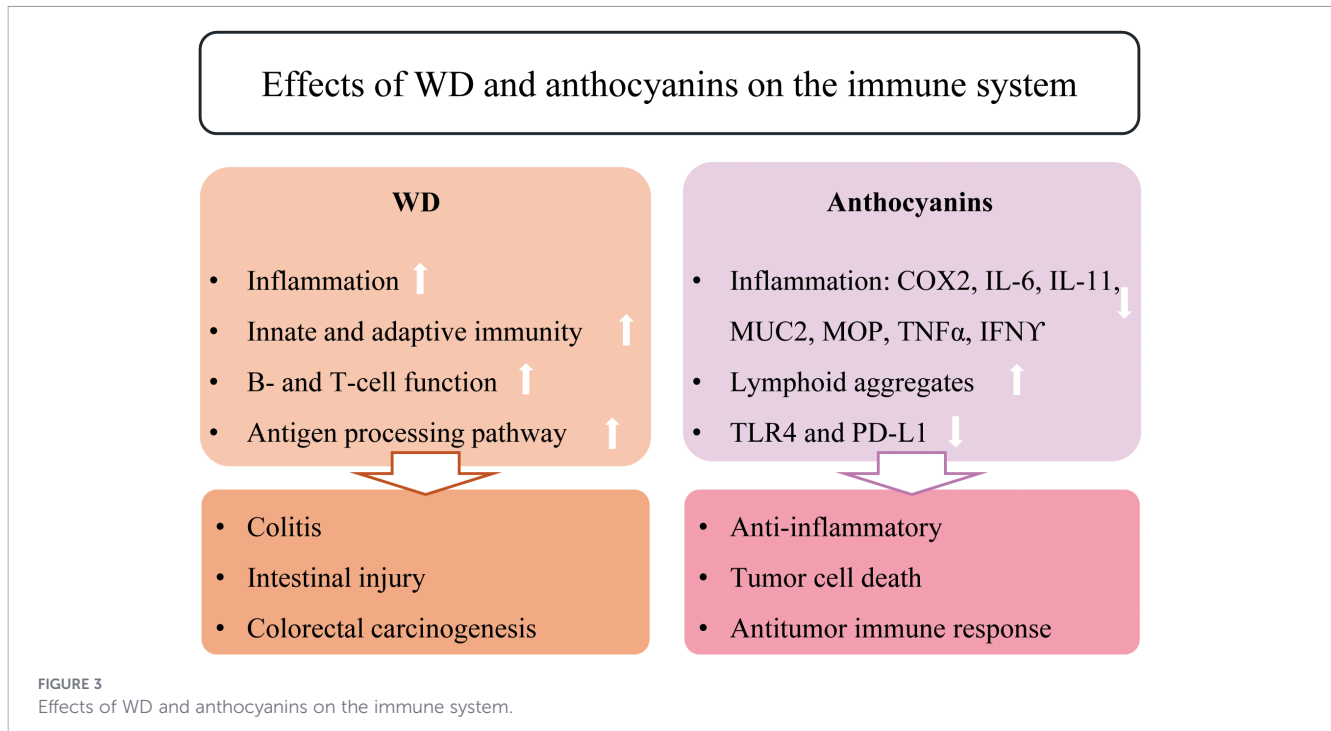 Effects of WD and anthocyanins on the immune system
WD
• Inflammation ⬆
• Innate and adaptive immunity ⬆
• B- and T-cell function ⬆
• Antigen processing pathway ⬆
Anthocyanins
• Inflammation: COX2, IL-6, IL-11,
MUC2, MOP, TNFα, IFNϒ ⬇
• Lymphoid aggregates ⬆
• TLR4 and PD-L1 ⬇
• Colitis
• Intestinal injury
• Colorectal carcinogenesis
• Anti-inflammatory
• Tumor cell death
• Antitumor immune response
FIGURE 3
Effects of WD and anthocyanins on the immune system.